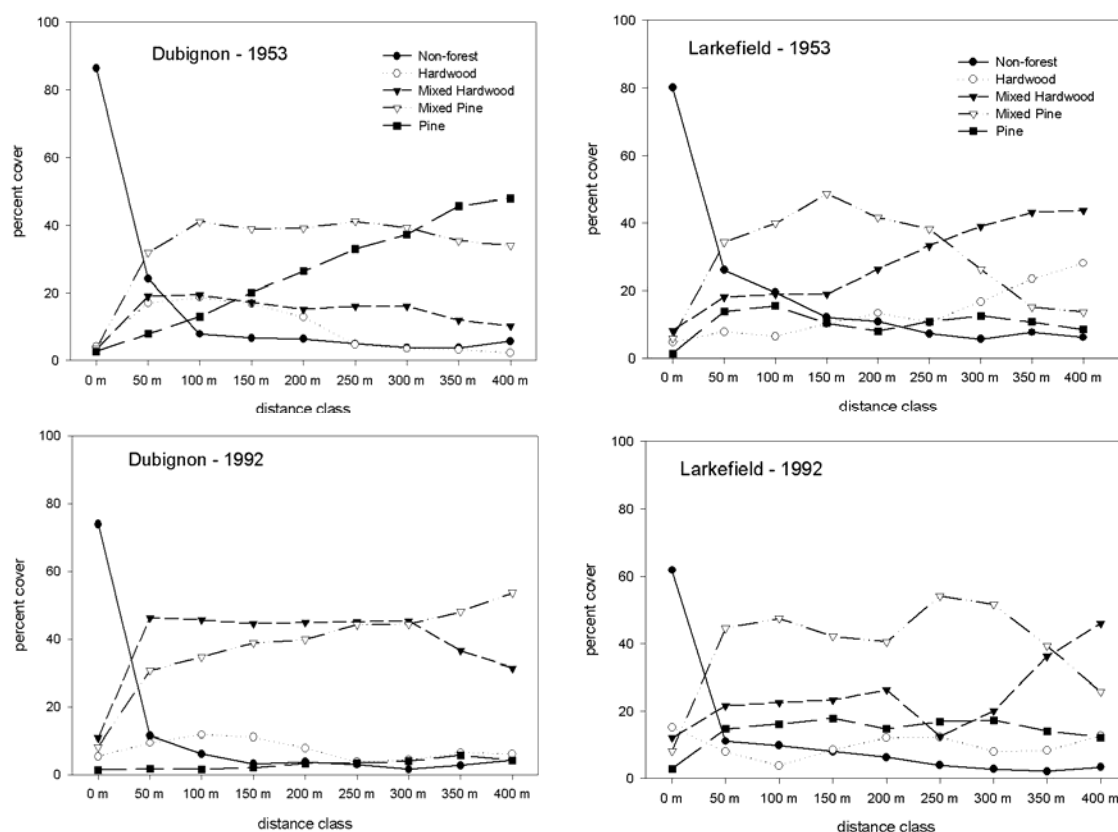 Dubignon - 1953
Non-forest
Hardwood
Mixed Hardwood
Mixed Pine
Pine
percent cover
100
80
60
40
20
0
0 m 50 m 100 m 150 m 200 m 250 m 300 m 350 m 400 m
distance class
Larkefield - 1953
Non-forest
Hardwood
Mixed Hardwood
Mixed Pine
Pine
percent cover
100
80
60
40
20
0
0 m 50 m 100 m 150 m 200 m 250 m 300 m 350 m 400 m
distance class
Dubignon - 1992
percent cover
100
80
60
40
20
0
0 m 50 m 100 m 150 m 200 m 250 m 300 m 350 m 400 m
distance class
Larkefield - 1992
percent cover
100
80
60
40
20
0
0 m 50 m 100 m 150 m 200 m 250 m 300 m 350 m 400 m
distance class